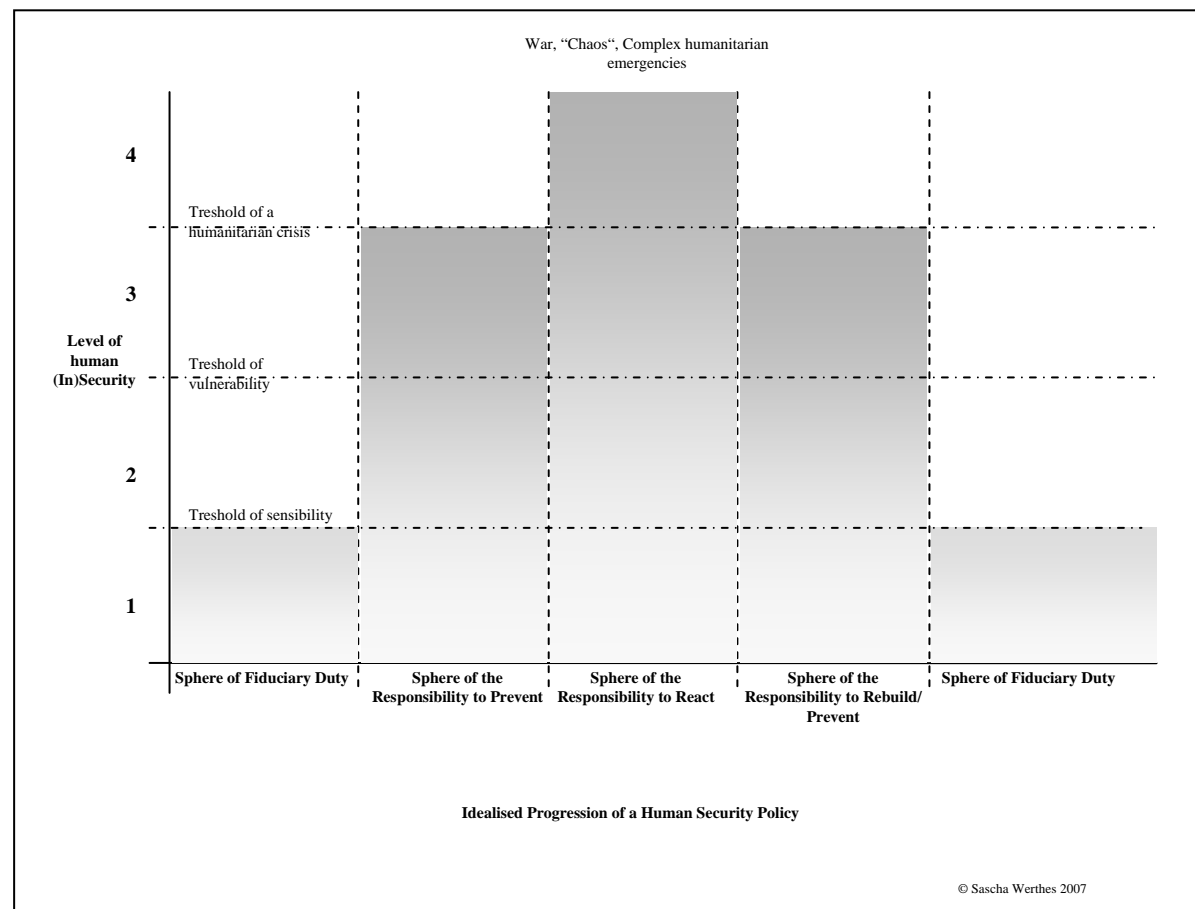 War, “Chaos“, Complex humanitarian
emergencies
4
Treshold of a
humanitarian crisis
3
Level of
human
(In)Security
Treshold of
vulnerability
2
Treshold of sensibility
1
Sphere of Fiduciary Duty
Sphere of the
Responsibility to Prevent
Sphere of the
Responsibility to React
Sphere of the
Responsibility to Rebuild/
Prevent
Sphere of Fiduciary Duty
Idealised Progression of a Human Security Policy
© Sascha Werthes 2007